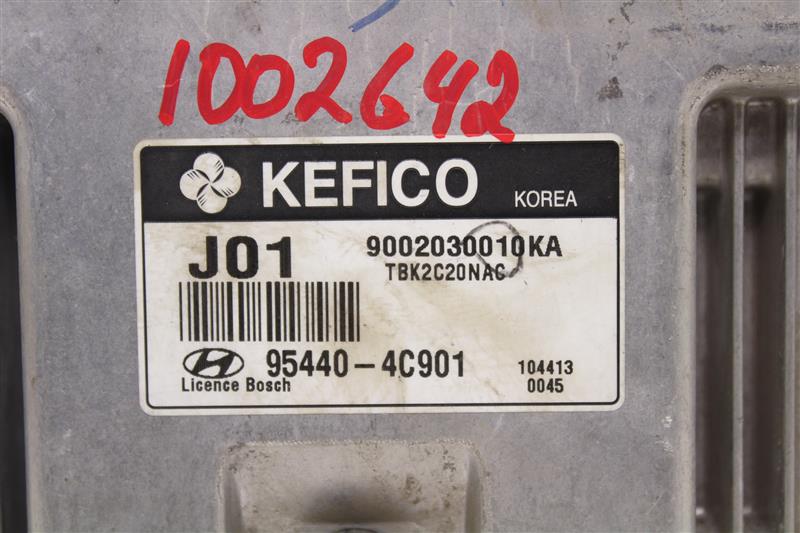 1002642
KEFICO KOREA
J01 9002030010KA
TBK2C20NAC
95440-4C901 104413
Licence Bosch 0045